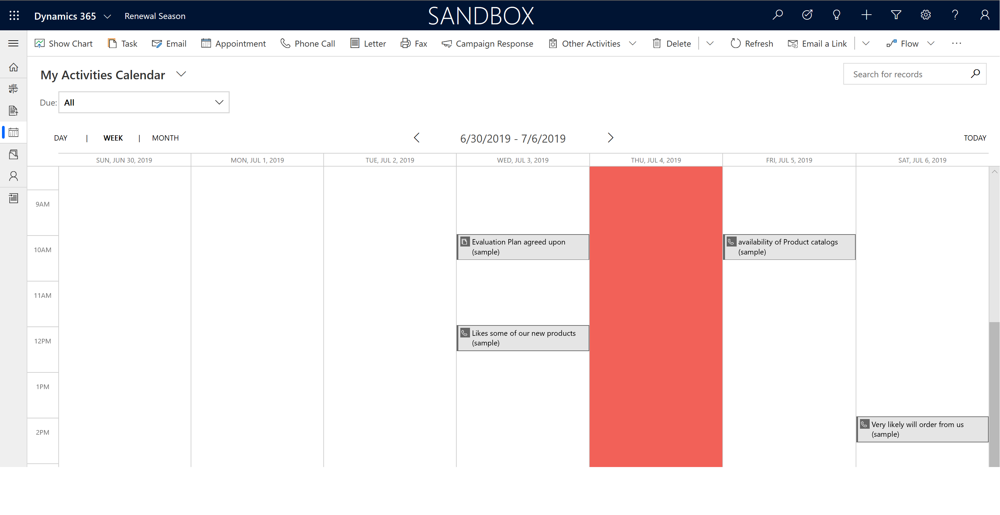 Dynamics 365 Renewal Season SANDBOX
Show Chart Task Email Appointment Phone Call Letter Fax Campaign Response Other Activities Delete Refresh Email a Link Flow ...
My Activities Calendar
Search for records
Due: All
DAY | WEEK | MONTH 6/30/2019 - 7/6/2019 TODAY
SUN, JUN 30, 2019 MON, JUL 1, 2019 TUE, JUL 2, 2019 WED, JUL 3, 2019 THU, JUL 4, 2019 FRI, JUL 5, 2019 SAT, JUL 6, 2019
9AM
Evaluation Plan agreed upon
(sample)
availability of Product catalogs
(sample)
10AM
11AM
Likes some of our new products
(sample)
12PM
1PM
Very likely will order from us
(sample)
2PM